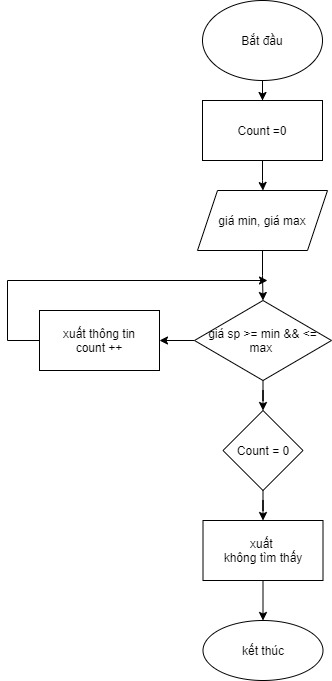 Bắt đầu
Count =0
giá min, giá max
giá sp >= min && <=
max
xuất thông tin
count ++
Count = 0
xuất
không tìm thấy
kết thúc